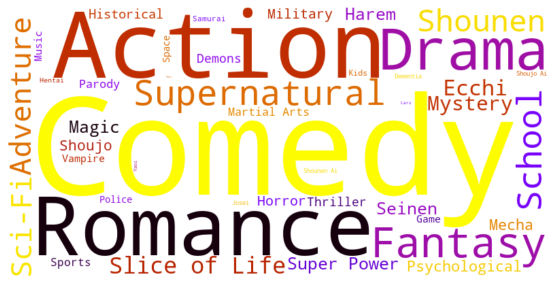 Historical
Samurai
Military
Harem
Shounen
Music
Action
Drama
Space
Demons
Kids
Shoujo Ai
Hentai
Parody
Supernatural
Dementia
Ecchi
Adventure
Cars
Mystery
Martial Arts
Magic
Comedy
School
Shoujo
Vampire
Shounen Ai
Sci-Fi
Police
Josei
Horror
Thriller
Seinen
Game
Mecha
Romance
Fantasy
Sports
Slice of Life
Super Power
Psychological